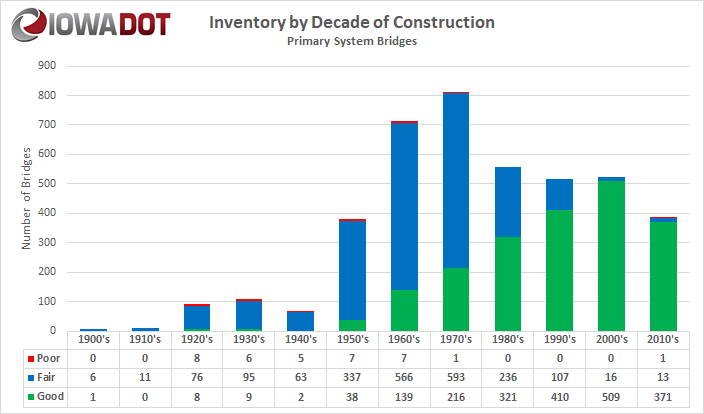 IOWADOT
Inventory by Decade of Construction
Primary System Bridges
900
800
700
600
500
400
300
200
100
0
Number of Bridges
1900's 1910's 1920's 1930's 1940's 1950's 1960's 1970's 1980's 1990's 2000's 2010's
Poor 0 0 8 6 5 7 7 1 0 0 0 1
Fair 6 11 76 95 63 337 566 593 236 107 16 13
Good 1 0 8 9 2 38 139 216 321 410 509 371